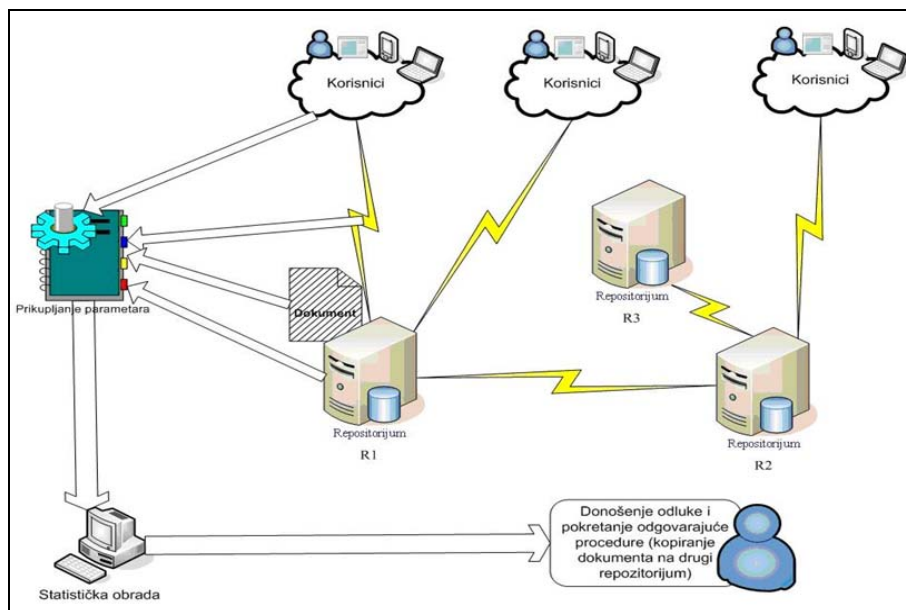 Korisnici
Korisnici
Korisnici
Prikupljanje parametara
Dokument
Repositorijum
R3
Repositorijum
R1
Repositorijum
R2
Statistička obrada
Donošenje odluke i
pokretanje odgovarajuće
procedure (kopiranje
dokumenta na drugi
repozitorijum)